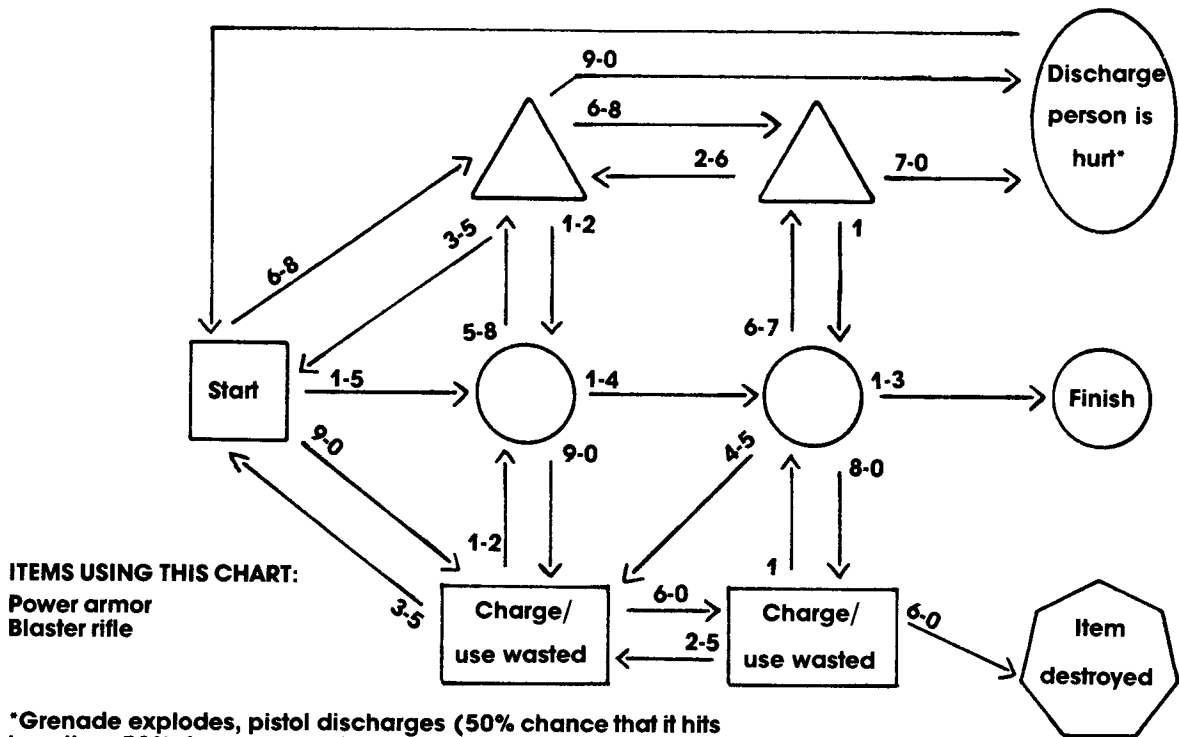 9-0
Discharge
person is
hurt*
6-8
2-6
7-0
3-5
1-2
1
6-8
5-8
6-7
Start
1-5
1-4
1-3
Finish
9-0
9-0
4-5
8-0
1-2
1
ITEMS USING THIS CHART:
Power armor
Blaster rifle
3-5
Charge/
use wasted
6-0
2-5
Charge/
use wasted
6-0
Item
destroyed
*Grenade explodes, pistol discharges (50% chance that it hits